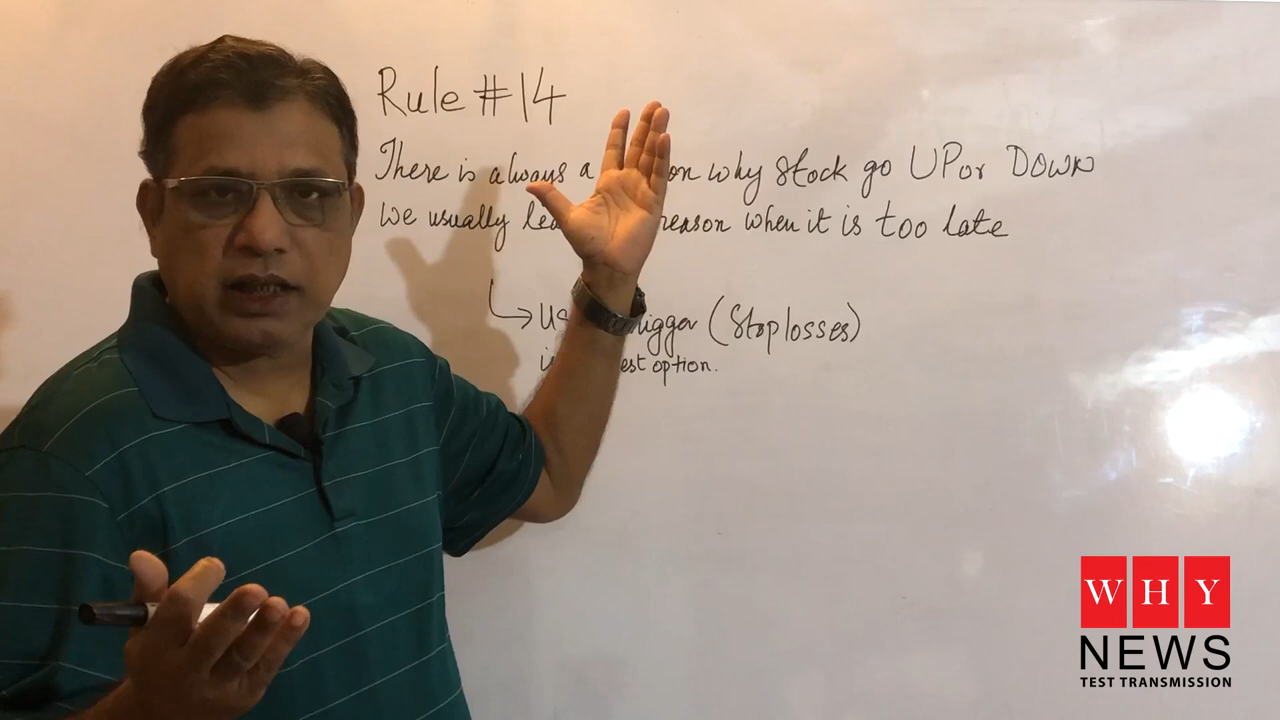 Rule #14
There is always a on why Stock go UP or DOWN
We usually reason when it is too late
(Stoplosses)
option.
WHY
NEWS
TEST TRANSMISSION